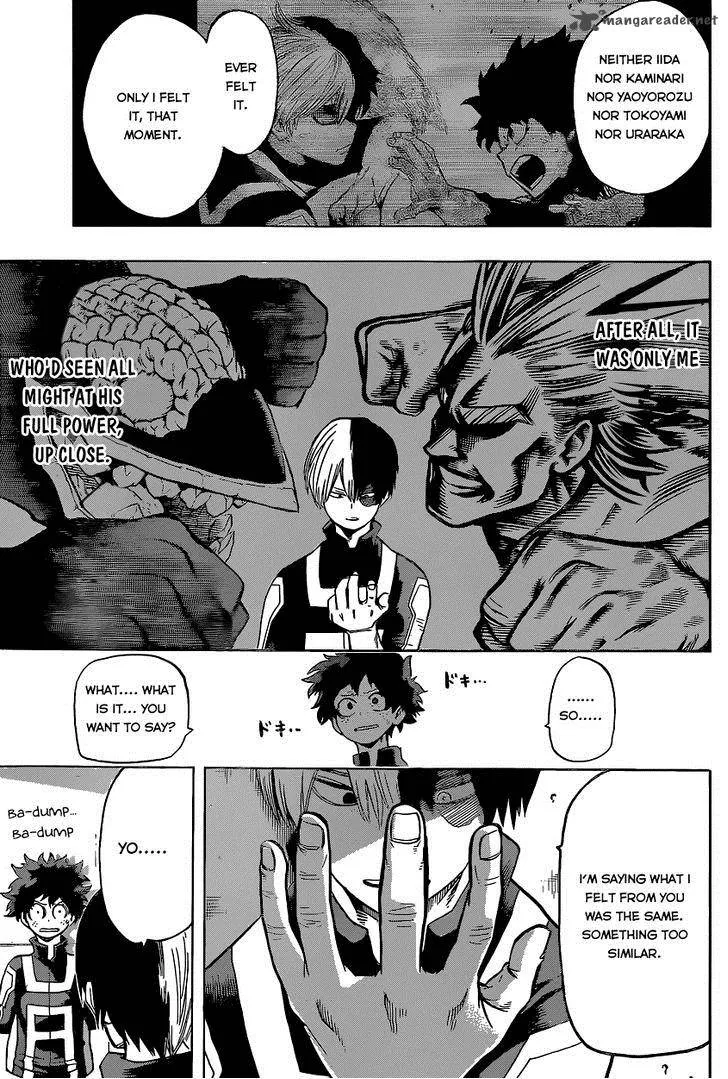 mangareader.net
NEITHER IIDA
NOR KAMINARI
NOR YAOYOROZU
NOR TOKOYAMI
NOR URARAKA
EVER
FELT
IT.
ONLY I FELT
IT, THAT
MOMENT.
AFTER ALL, IT
WAS ONLY ME
WHO'D SEEN ALL
MIGHT AT HIS
FULL POWER,
UP CLOSE.
......
SO.....
ドキ...
ドキ...
WHAT.... WHAT
IS IT... YOU
WANT TO SAY?
I'M SAYING WHAT I
FELT FROM YOU
WAS THE SAME.
SOMETHING TOO
SIMILAR.
?
YO.....
BA-DUMP...
BA-DUMP